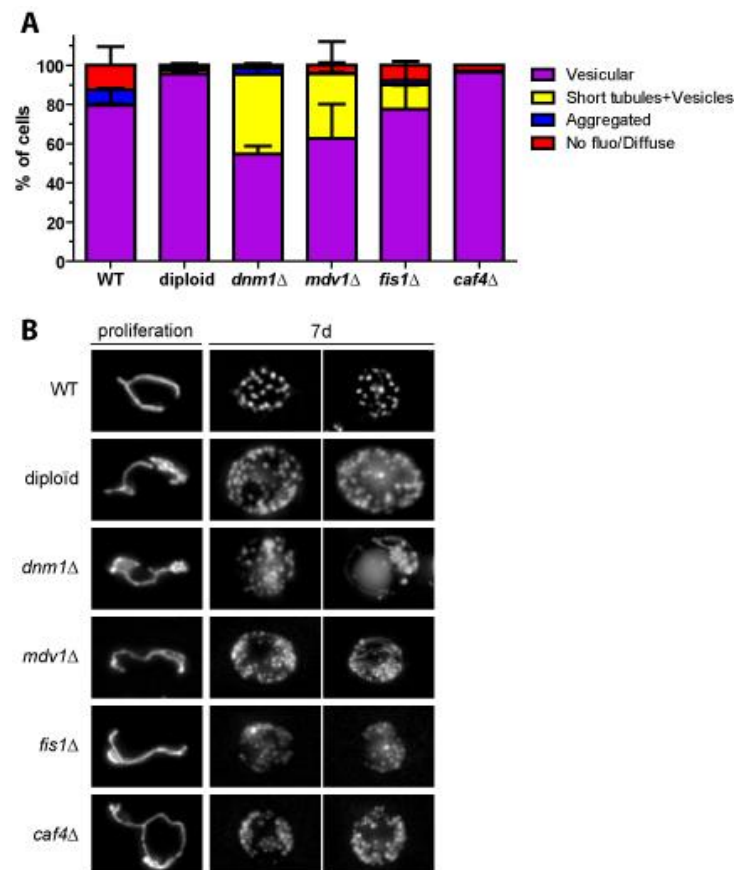 A
% of cells
100
80
60
40
20
0
WT diploid dnm1Δ mdv1Δ fis1Δ caf4Δ
Vesicular
Short tubules+Vesicles
Aggregated
No fluo/Diffuse
B
proliferation 7d
WT
diploïd
dnm1Δ
mdv1Δ
fis1Δ
caf4Δ